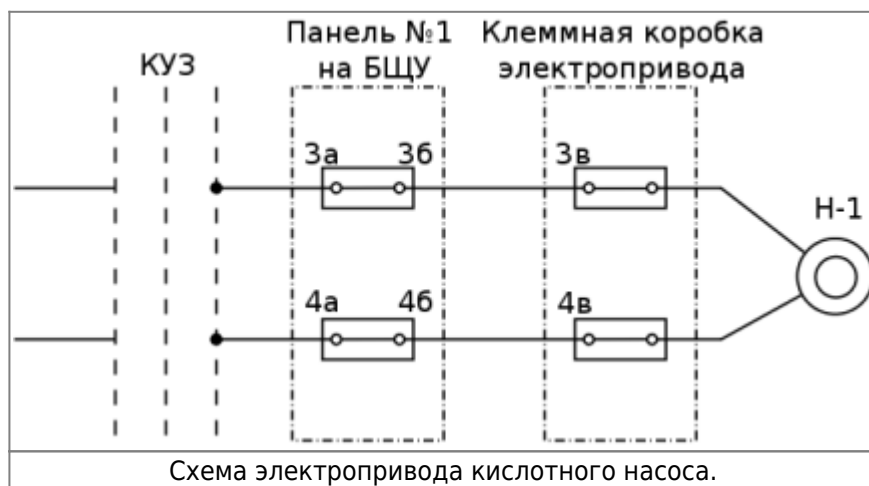 КУЗ
Панель №1
на БЩУ
Клеммная коробка
электропривода
3а 3б
3в
Н-1
4а 4б
4в
Схема электропривода кислотного насоса.